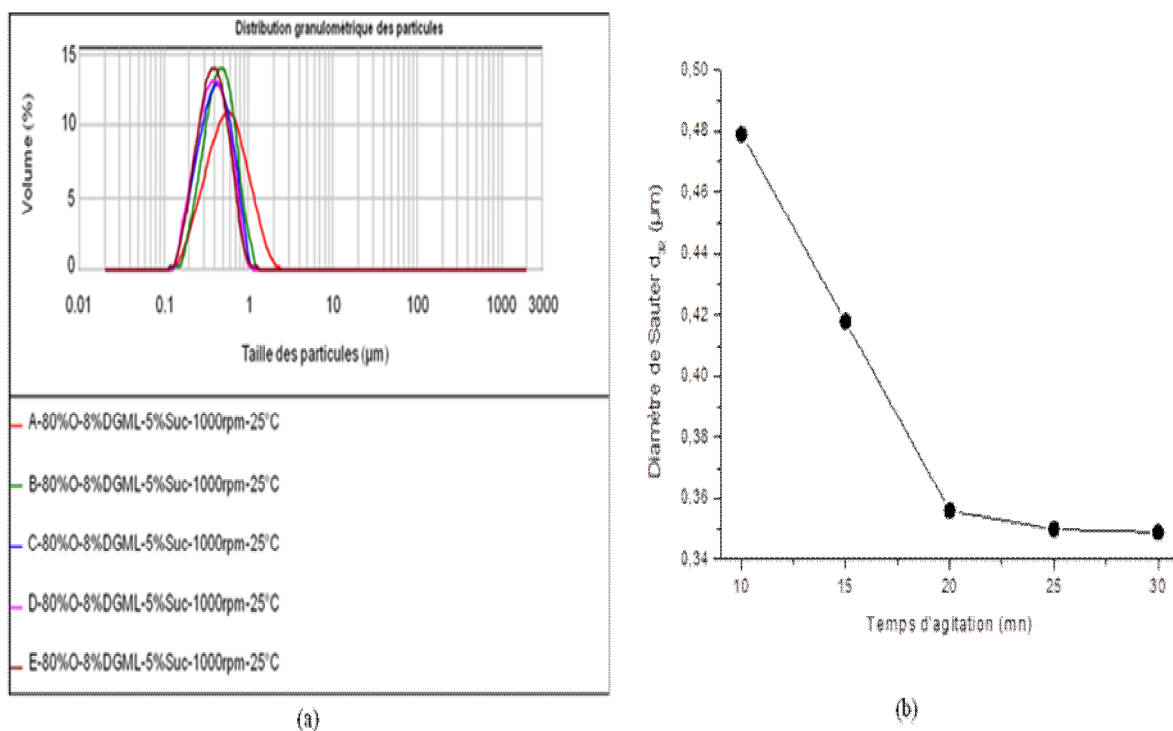 Distribution granulométrique des particules
15
10
5
0
Volume (%)
0.01 0.1 1 10 100 1000 3000
Taille des particules (µm)
A-80%O-8%DGML-5%Suc-1000rpm-25°C
B-80%O-8%DGML-5%Suc-1000rpm-25°C
C-80%O-8%DGML-5%Suc-1000rpm-25°C
D-80%O-8%DGML-5%Suc-1000rpm-25°C
E-80%O-8%DGML-5%Suc-1000rpm-25°C
(a)
0,50
0,48
0,46
0,44
0,42
0,40
0,38
0,36
0,34
Diamètre de Sauter d32 (µm)
10 15 20 25 30
Temps d'agitation (mn)
(b)